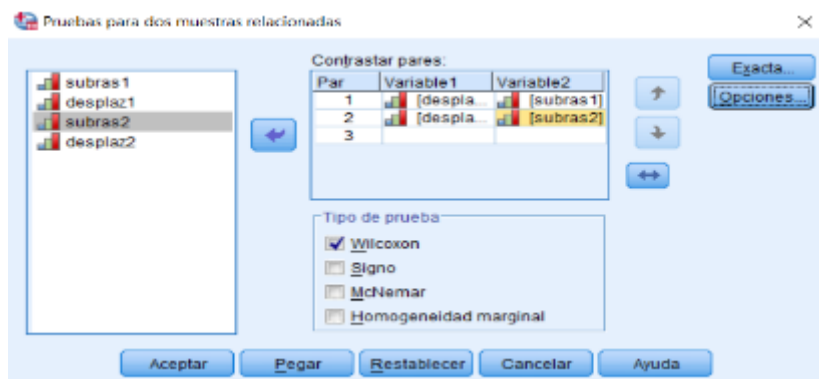 Pruebas para dos muestras relacionadas
Contrastar pares:
Exacta...
Opciones...
subras1
desplaz1
subras2
desplaz2
Par Variable1 Variable2
1 [despla... [subras1]
2 [despla... [subras2]
3
Tipo de prueba
Wilcoxon
Signo
McNemar
Homogeneidad marginal
Aceptar Pegar Restablecer Cancelar Ayuda